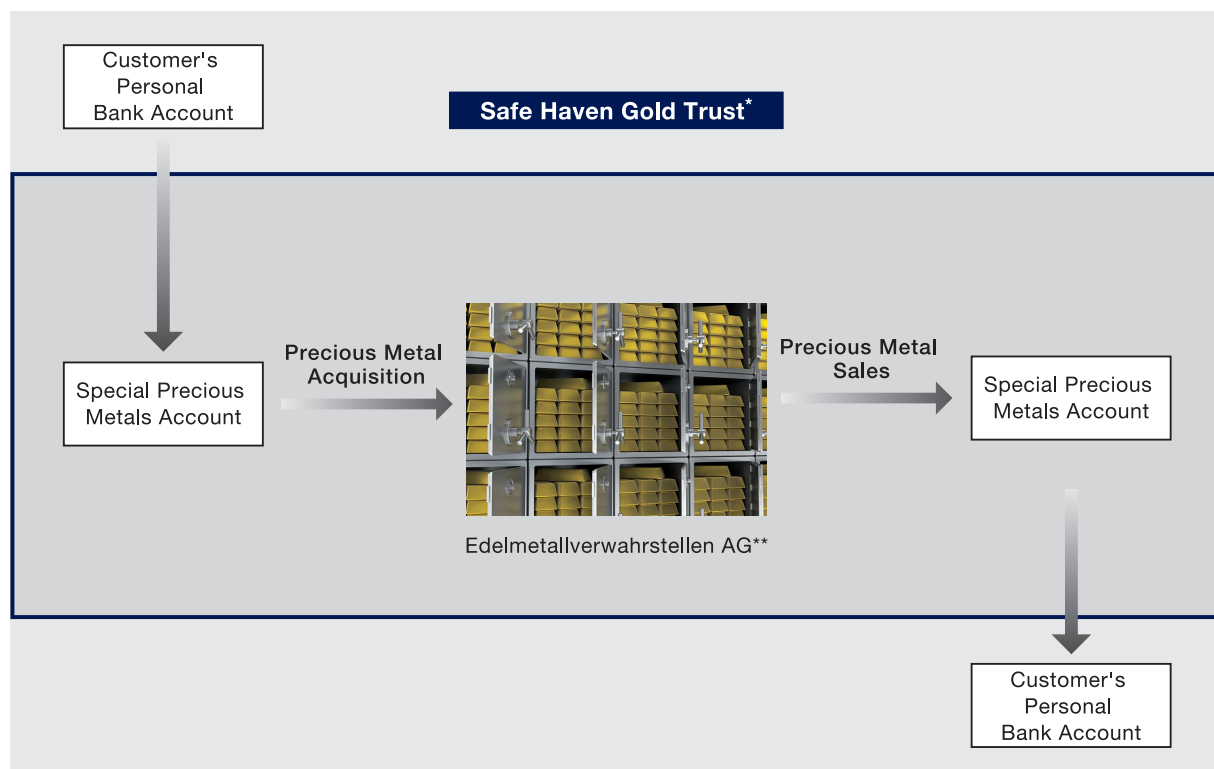 Customer's
Personal
Bank Account
Safe Haven Gold Trust*
Precious Metal
Acquisition
Precious Metal
Sales
Special Precious
Metals Account
Special Precious
Metals Account
Edelmetallverwahrstellen AG**
Customer's
Personal
Bank Account